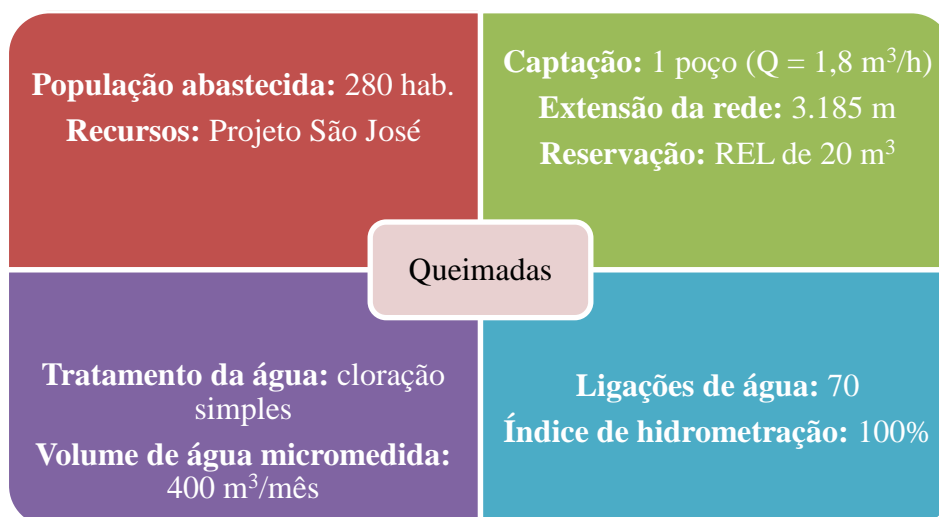 População abastecida: 280 hab.
Recursos: Projeto São José
Captação: 1 poço (Q = 1,8 m³/h)
Extensão da rede: 3.185 m
Reservação: REL de 20 m³
Queimadas
Tratamento da água: cloração
simples
Volume de água micromedida:
400 m³/mês
Ligações de água: 70
Índice de hidrometração: 100%